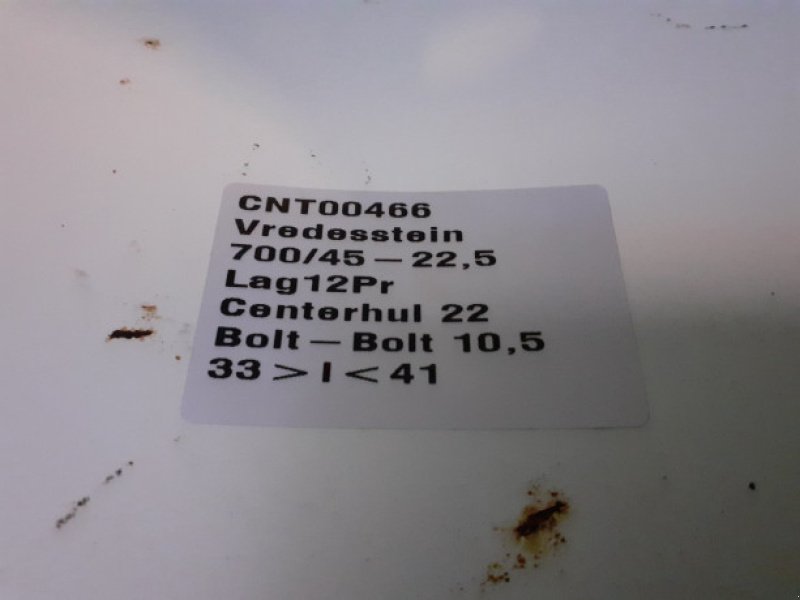 CNT00466
Vredesstein
700/45-22,5
Lag12Pr
Centerhul 22
Bolt-Bolt 10,5
33>I<41